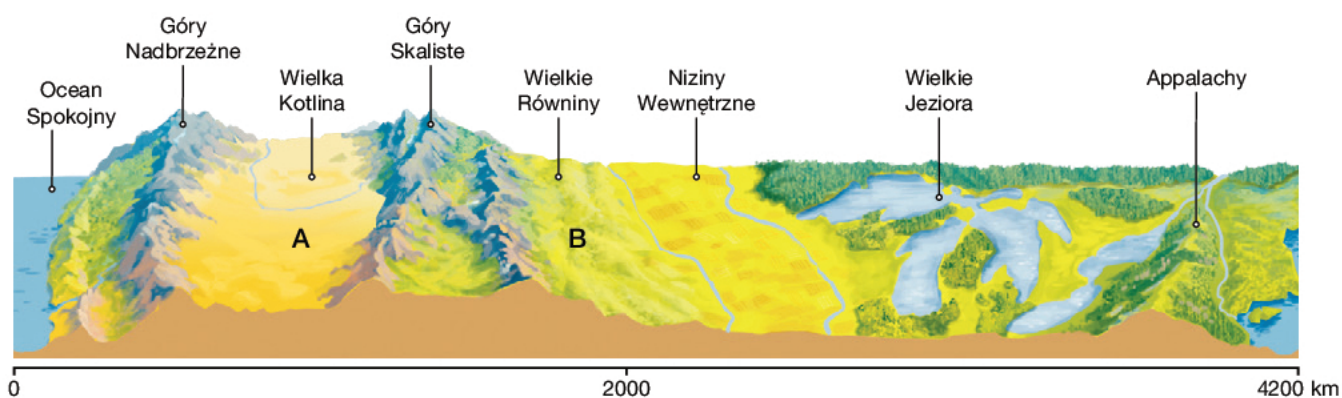 Ocean
Spokojny
Góry
Nadbrzeżne
Wielka
Kotlina
Góry
Skaliste
Wielkie
Równiny
Niziny
Wewnętrzne
Wielkie
Jeziora
Appalachy
A
B
0
2000
4200 km